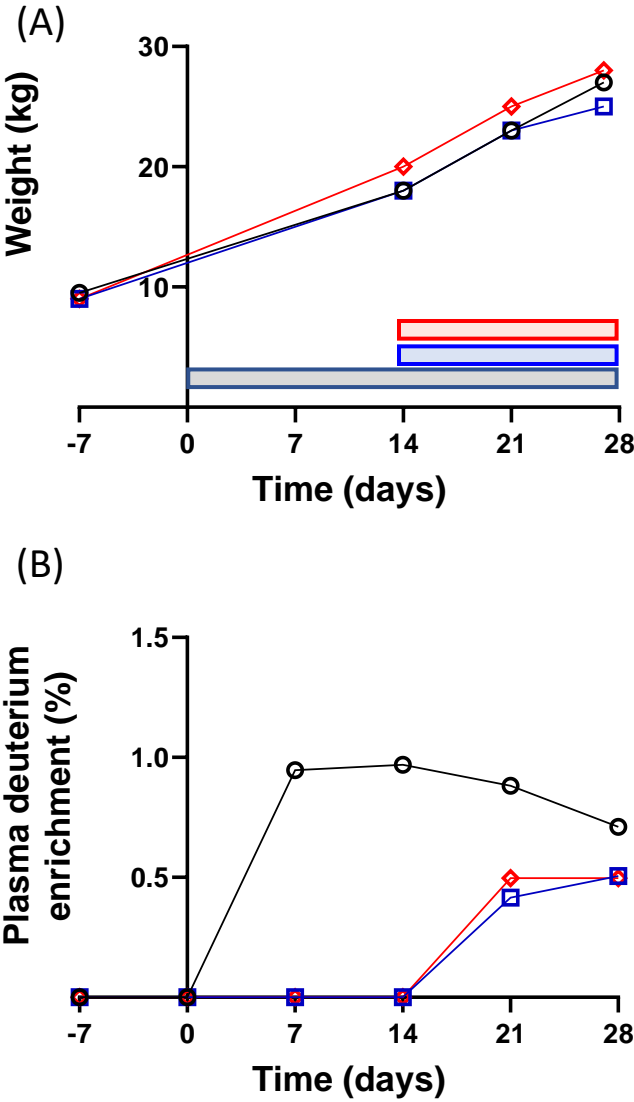 (A)
30
20
10
Weight (kg)
-7 0 7 14 21 28
Time (days)
(B)
1.5
1.0
0.5
Plasma deuterium
enrichment (%)
-7 0 7 14 21 28
Time (days)